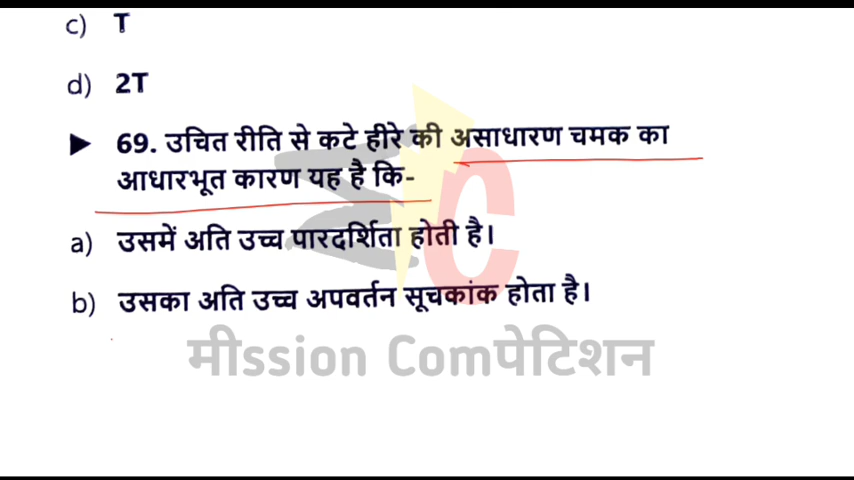 c) T
d) 2T
► 69. उचित रीति से कटे हीरे की असाधारण चमक का
आधारभूत कारण यह है कि-
a) उसमें अति उच्च पारदर्शिता होती है।
b) उसका अति उच्च अपवर्तन सूचकांक होता है।
मीssion Comपेटिशन